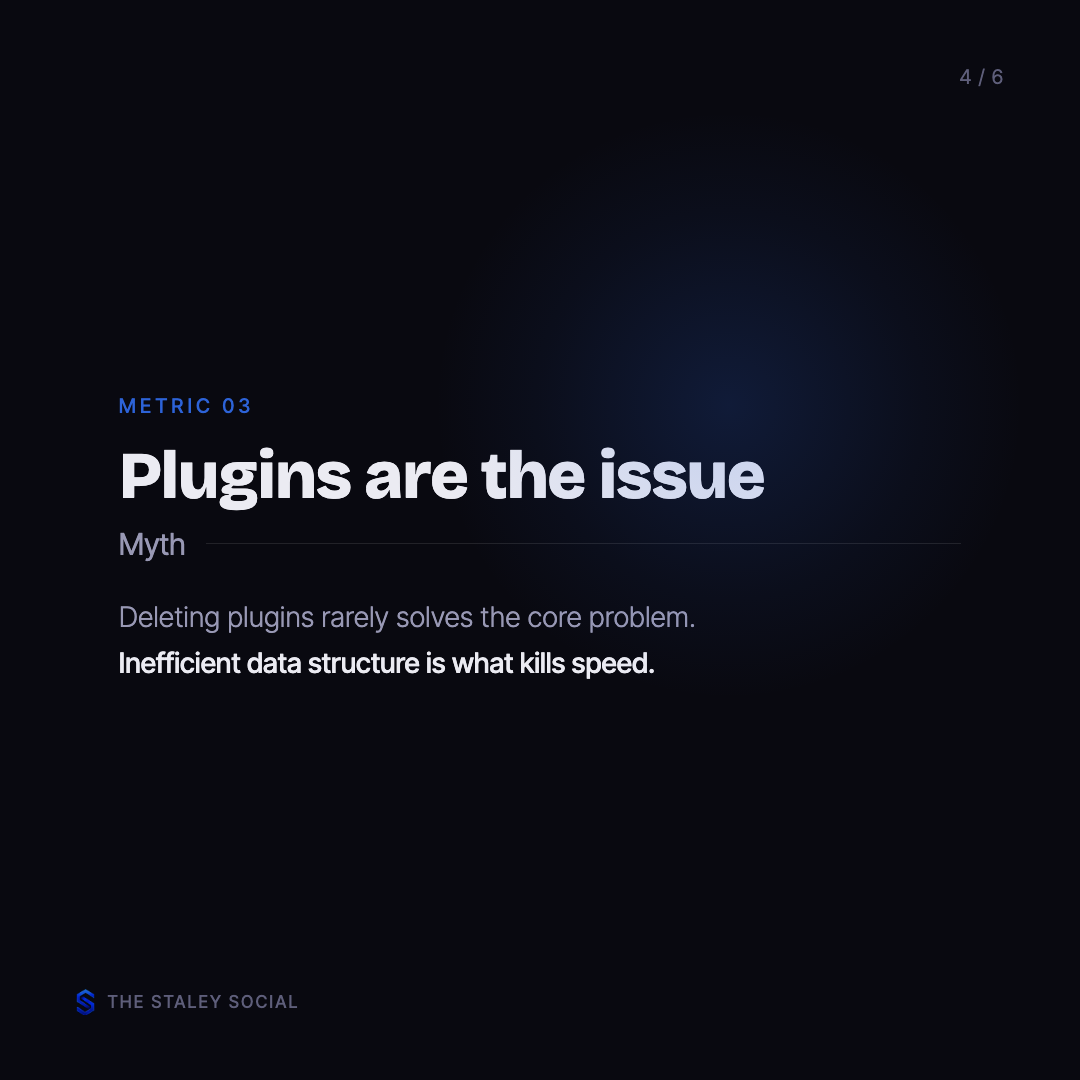 4 / 6
METRIC 03
Plugins are the issue
Myth
Deleting plugins rarely solves the core problem.
Inefficient data structure is what kills speed.
THE STALEY SOCIAL